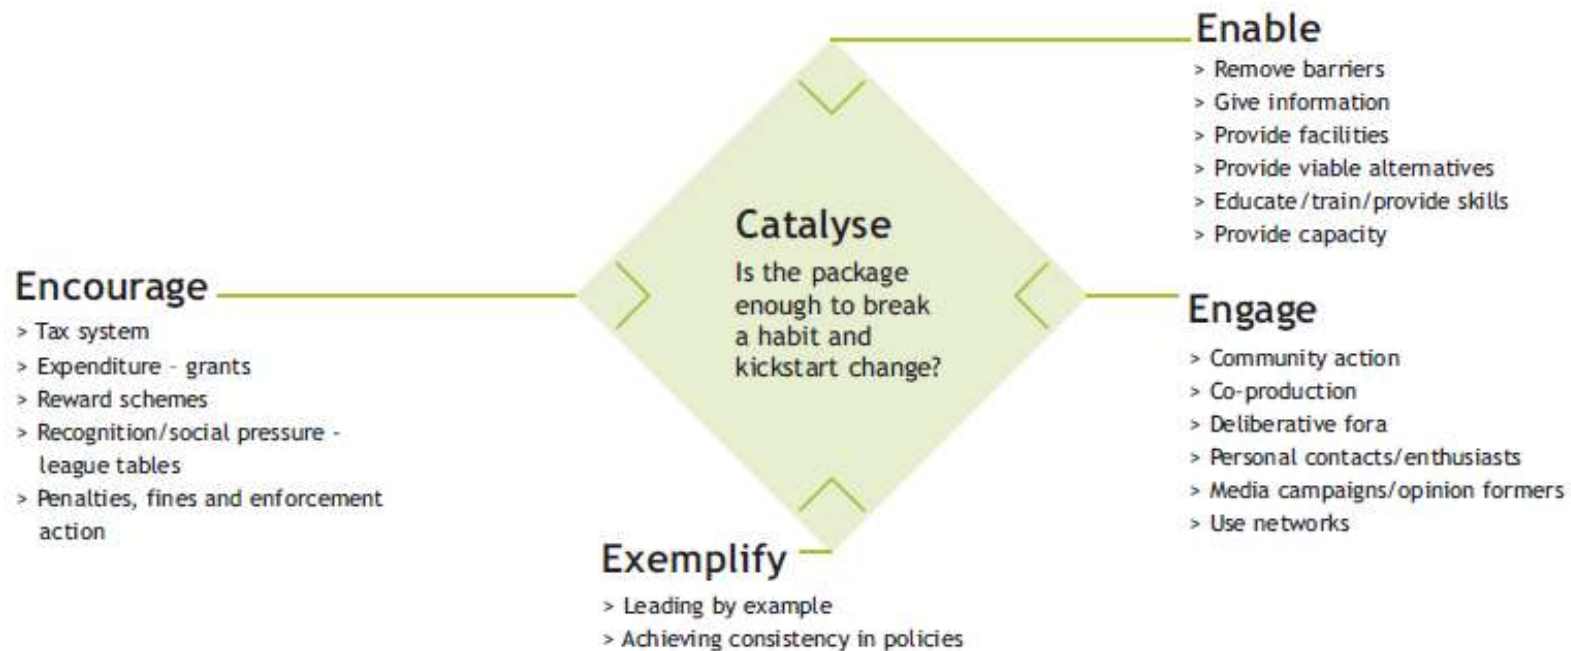 Enable
> Remove barriers
> Give information
> Provide facilities
> Provide viable alternatives
> Educate/train/provide skills
> Provide capacity
Catalyse
Is the package
enough to break
a habit and
kickstart change?
Encourage
> Tax system
> Expenditure – grants
> Reward schemes
> Recognition/social pressure -
league tables
> Penalties, fines and enforcement
action
Engage
> Community action
> Co-production
> Deliberative fora
> Personal contacts/enthusiasts
> Media campaigns/opinion formers
> Use networks
Exemplify
> Leading by example
> Achieving consistency in policies